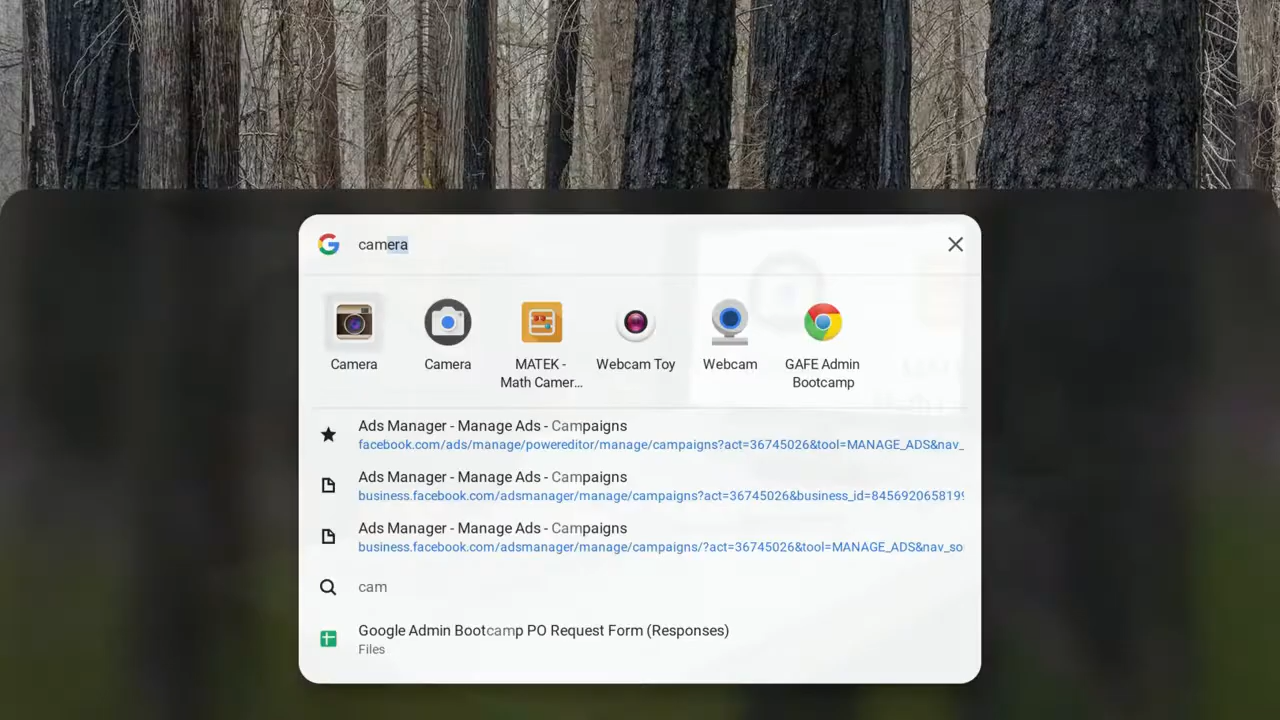 camera
Camera
Camera
MATEK -
Math Camer...
Webcam Toy
Webcam
GAFE Admin
Bootcamp
Ads Manager - Manage Ads - Campaigns
facebook.com/ads/manage/powereditor/manage/campaigns?act=36745026&tool=MANAGE_ADS&nav_
Ads Manager - Manage Ads - Campaigns
business.facebook.com/adsmanager/manage/campaigns?act=36745026&business_id=8456920658199
Ads Manager - Manage Ads - Campaigns
business.facebook.com/adsmanager/manage/campaigns/?act=36745026&tool=MANAGE_ADS&nav_so
cam
Google Admin Bootcamp PO Request Form (Responses)
Files